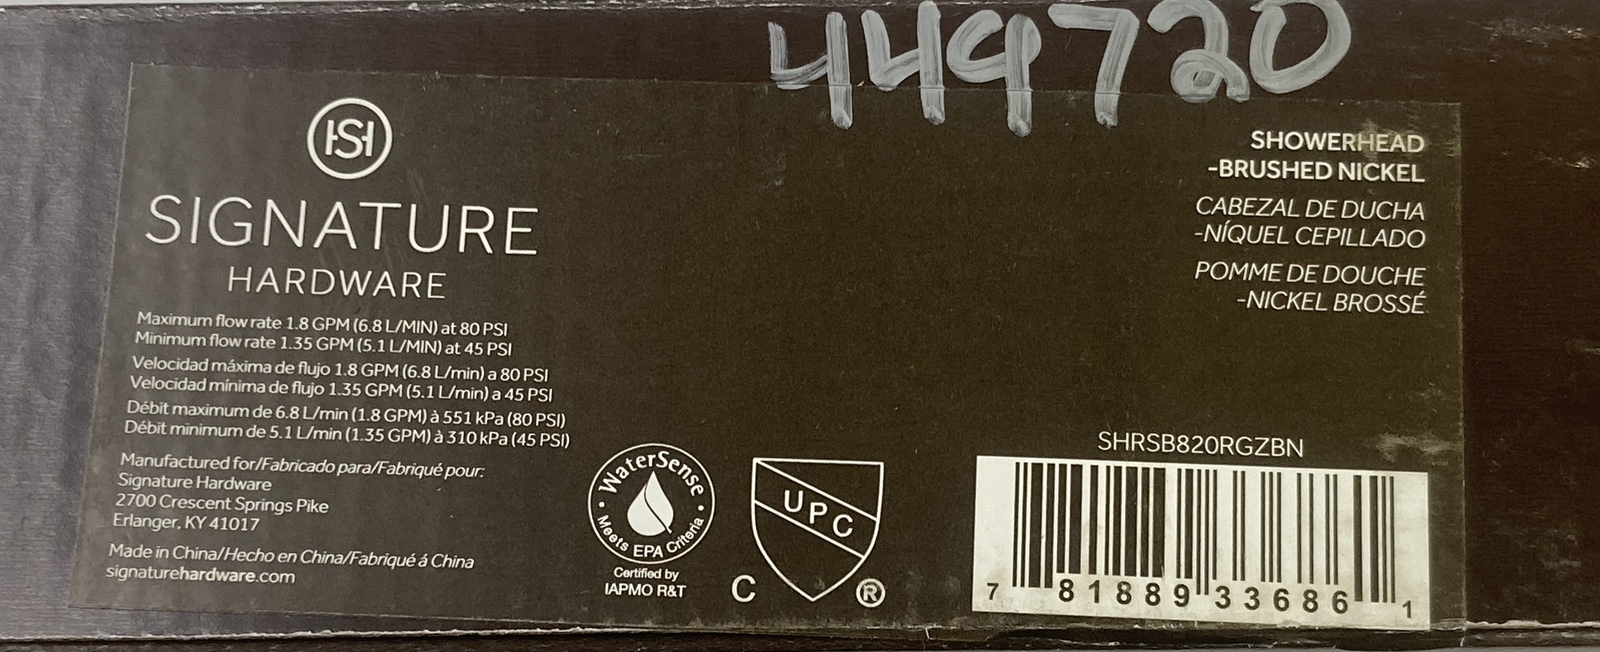 449720
HSH
SIGNATURE
HARDWARE
Maximum flow rate 1.8 GPM (6.8 L/MIN) at 80 PSI
Minimum flow rate 1.35 GPM (5.1 L/MIN) at 45 PSI
Velocidad máxima de flujo 1.8 GPM (6.8 L/min) a 80 PSI
Velocidad mínima de flujo 1.35 GPM (5.1 L/min) a 45 PSI
Débit maximum de 6.8 L/min (1.8 GPM) à 551 kPa (80 PSI)
Débit minimum de 5.1 L/min (1.35 GPM) à 310 kPa (45 PSI)
Manufactured for/Fabricado para/Fabriqué pour:
Signature Hardware
2700 Crescent Springs Pike
Erlanger, KY 41017
Made in China/Hecho en China/Fabriqué á China
signaturehardware.com
WaterSense
Meets EPA Criteria
Certified by
IAPMO R&T
UPC
C ®
SHOWERHEAD
-BRUSHED NICKEL
CABEZAL DE DUCHA
-NÍQUEL CEPILLADO
POMME DE DOUCHE
-NICKEL BROSSÉ
SHRSB820RGZBN
7 81889 33686 1